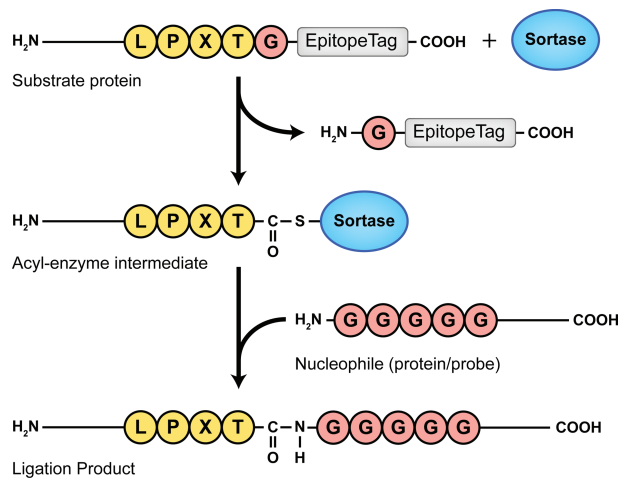 H₂N L P X T G EpitopeTag COOH + Sortase
Substrate protein
H₂N G EpitopeTag COOH
H₂N L P X T C S Sortase
O
Acyl-enzyme intermediate
H₂N G G G G G COOH
Nucleophile (protein/probe)
H₂N L P X T C N G G G G G COOH
O H
Ligation Product